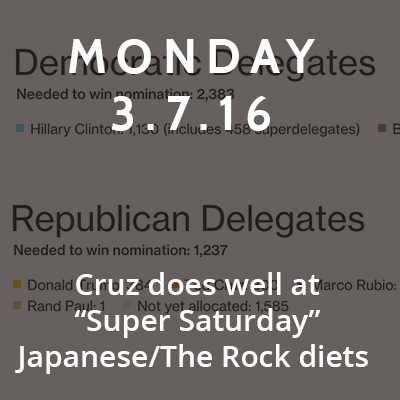 MONDAY
Democratic Delegates
Needed to win nomination: 2,383
3.7.16
Hillary Clinton: 1,130 (includes 458 superdelegates)
Republican Delegates
Needed to win nomination: 1,237
Cruz does well at
Donald Marco Rubio:
"Super Saturday"
Rand Paul: 1 Not yet allocated: 1,585
Japanese/The Rock diets